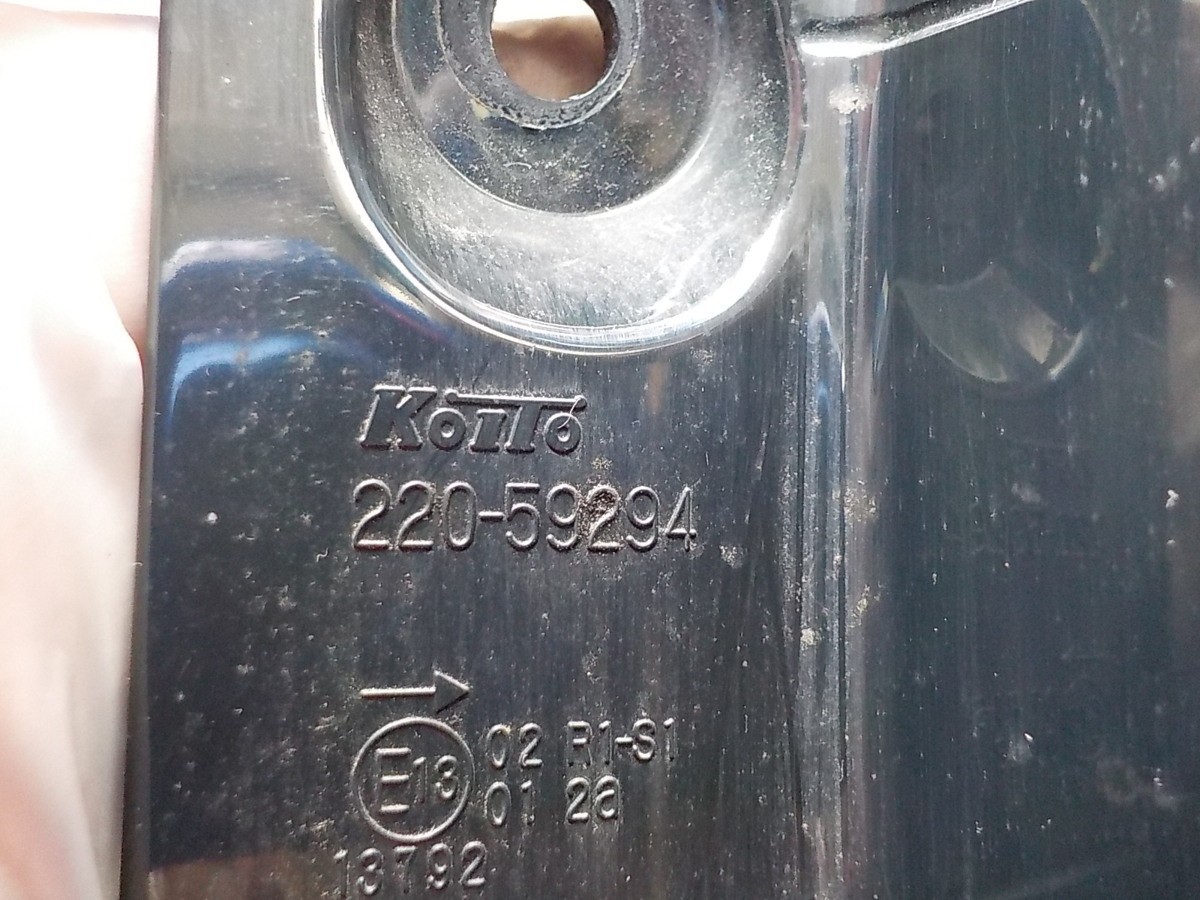 KOITO
220-59294
→
E13 02 R1-S1
01 2a
13792